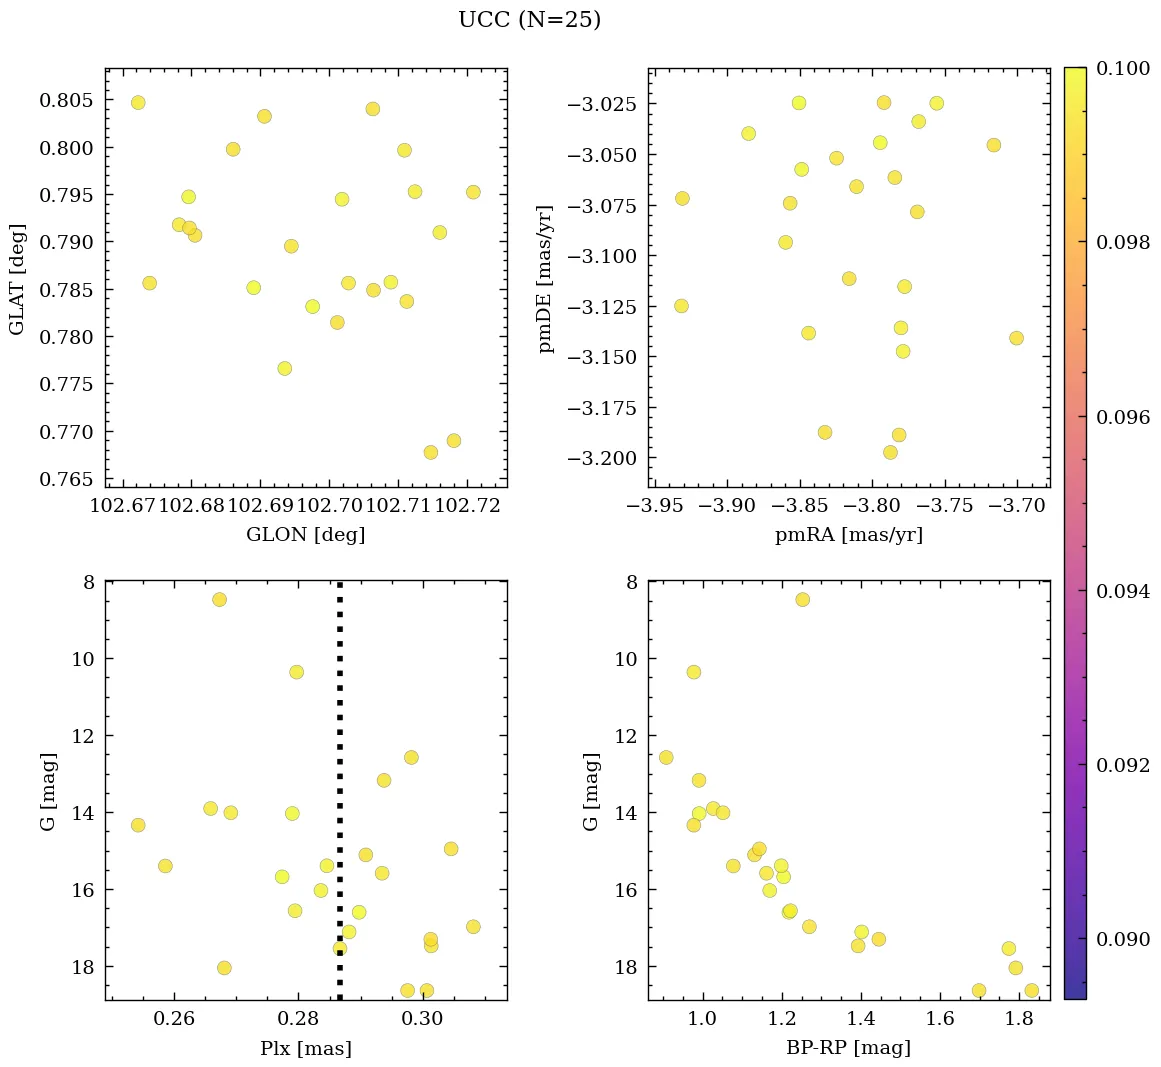 UCC (N=25)
0.805
0.800
0.795
0.790
0.785
0.780
0.775
0.770
0.765
GLAT [deg]
102.67 102.68 102.69 102.70 102.71 102.72
GLON [deg]
−3.025
−3.050
−3.075
−3.100
−3.125
−3.150
−3.175
−3.200
pmDE [mas/yr]
−3.95 −3.90 −3.85 −3.80 −3.75 −3.70
pmRA [mas/yr]
0.100
0.098
0.096
0.094
0.092
0.090
8
10
12
14
16
18
G [mag]
0.26 0.28 0.30
Plx [mas]
8
10
12
14
16
18
G [mag]
1.0 1.2 1.4 1.6 1.8
BP-RP [mag]